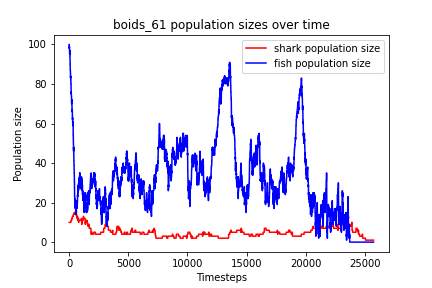 boids_61 population sizes over time
shark population size
fish population size
Population size
100
80
60
40
20
0
0
5000
10000
15000
20000
25000
Timesteps